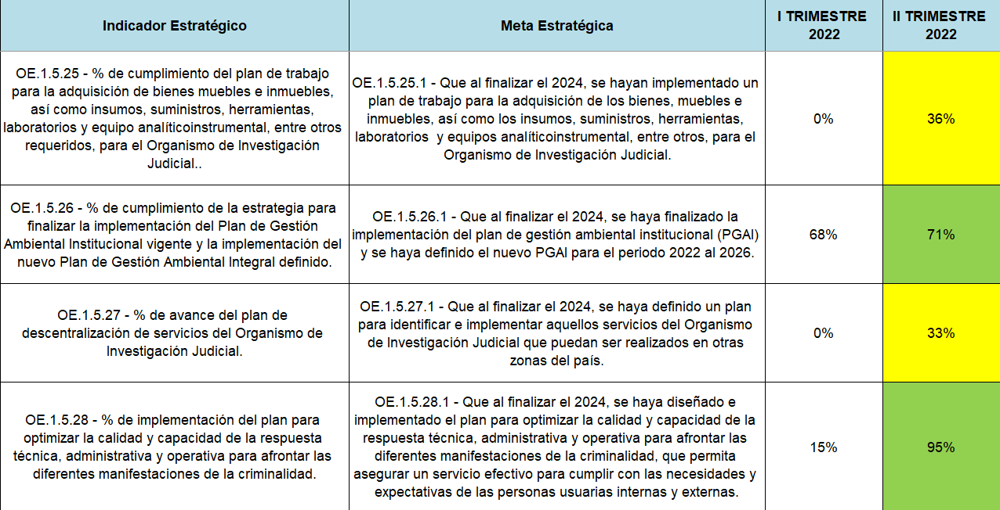 Indicador Estratégico
Meta Estratégica
I TRIMESTRE
2022
II TRIMESTRE
2022
OE.1.5.25 - % de cumplimiento del plan de trabajo
para la adquisición de bienes muebles e inmuebles,
así como insumos, suministros, herramientas,
laboratorios y equipo analíticoinstrumental, entre otros
requeridos, para el Organismo de Investigación
Judicial..
OE.1.5.25.1 - Que al finalizar el 2024, se hayan implementado un
plan de trabajo para la adquisición de los bienes, muebles e
inmuebles, así como los insumos, suministros, herramientas,
laboratorios y equipos analíticoinstrumental, entre otros, para el
Organismo de Investigación Judicial.
0%
36%
OE.1.5.26 - % de cumplimiento de la estrategia para
finalizar la implementación del Plan de Gestión
Ambiental Institucional vigente y la implementación del
nuevo Plan de Gestión Ambiental Integral definido.
OE.1.5.26.1 - Que al finalizar el 2024, se haya finalizado la
implementación del plan de gestión ambiental institucional (PGAI)
y se haya definido el nuevo PGAI para el periodo 2022 al 2026.
68%
71%
OE.1.5.27 - % de avance del plan de
descentralización de servicios del Organismo de
Investigación Judicial.
OE.1.5.27.1 - Que al finalizar el 2024, se haya definido un plan
para identificar e implementar aquellos servicios del Organismo
de Investigación Judicial que puedan ser realizados en otras
zonas del país.
0%
33%
OE.1.5.28 - % de implementación del plan para
optimizar la calidad y capacidad de la respuesta
técnica, administrativa y operativa para afrontar las
diferentes manifestaciones de la criminalidad.
OE.1.5.28.1 - Que al finalizar el 2024, se haya diseñado e
implementado el plan para optimizar la calidad y capacidad de la
respuesta técnica, administrativa y operativa para afrontar las
diferentes manifestaciones de la criminalidad, que permita
asegurar un servicio efectivo para cumplir con las necesidades y
expectativas de las personas usuarias internas y externas.
15%
95%